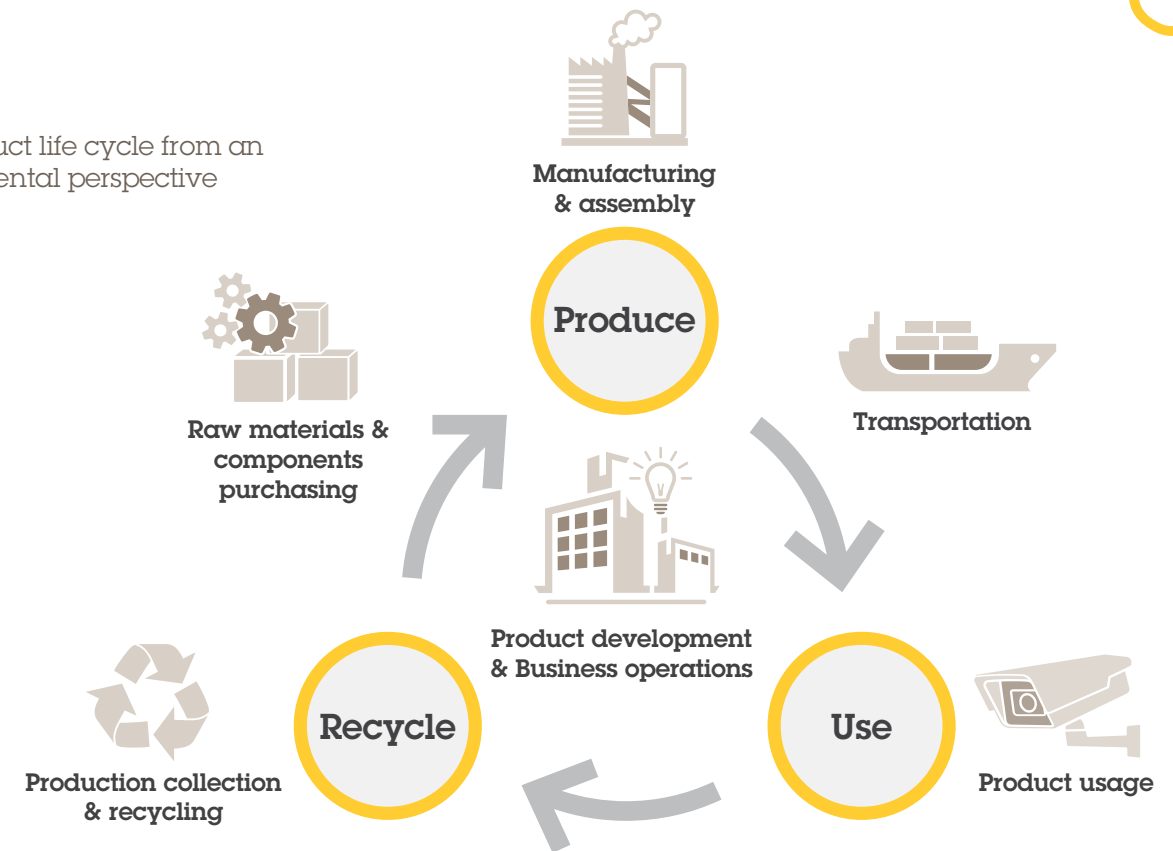 uct life cycle from an
ental perspective
Manufacturing
& assembly
Produce
Raw materials &
components
purchasing
Transportation
Product development
& Business operations
Recycle
Use
Production collection
& recycling
Product usage